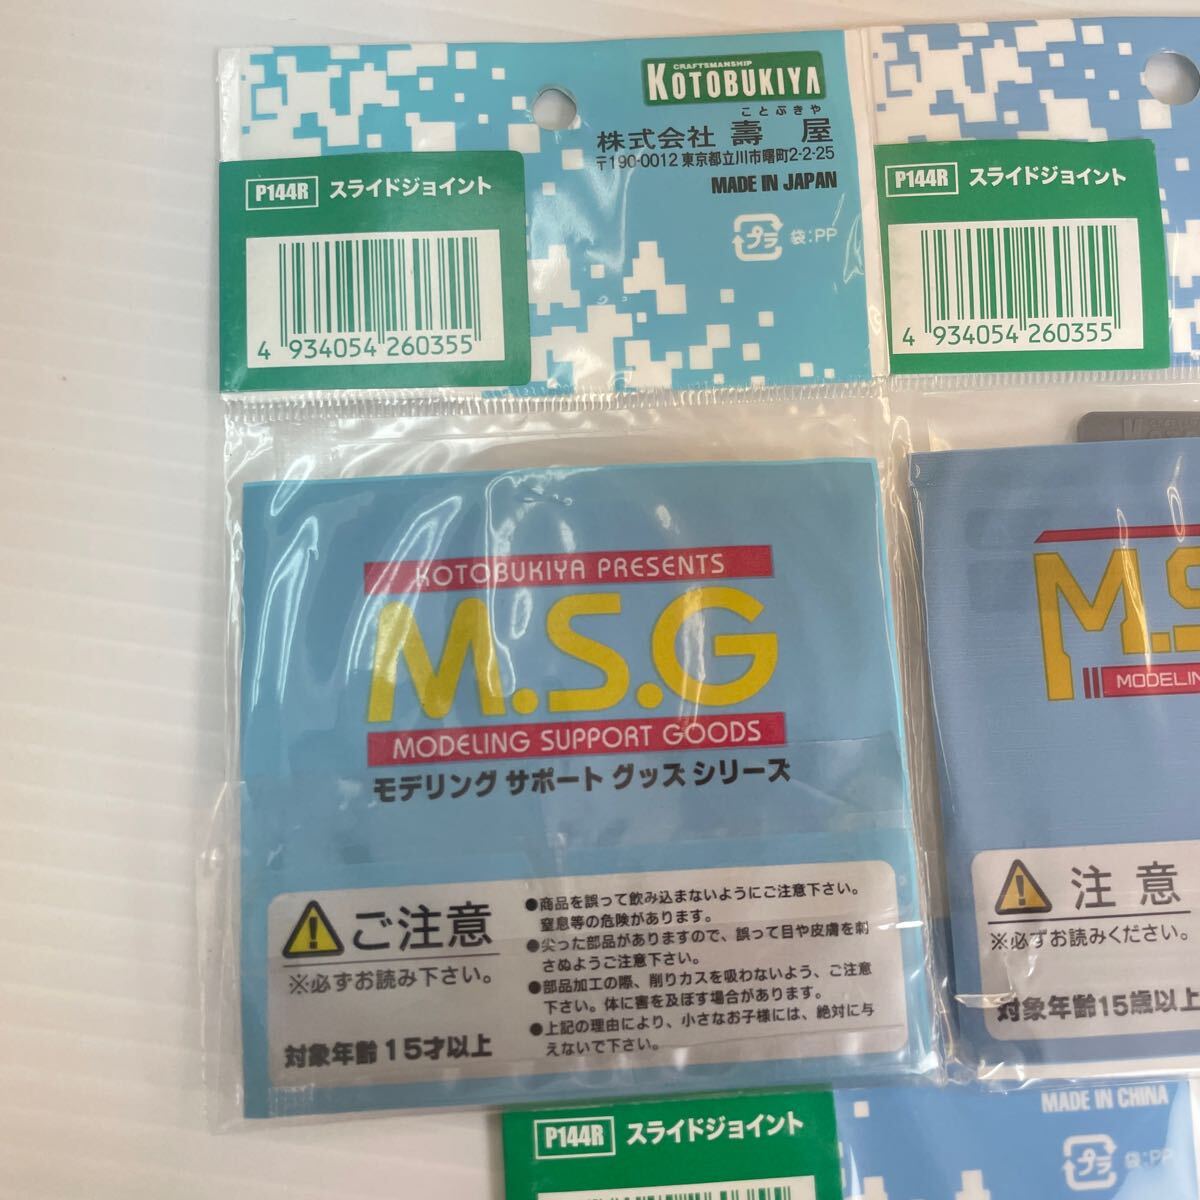 CRAFTSMANSHIP
KOTOBUKIYA
ことぶきや
株式会社 壽 屋
〒190-0012 東京都立川市曙町2-2-25
MADE IN JAPAN
プラ 袋:PP
P144R スライドジョイント
4 934054 260355
P144R スライドジョイント
4 934054 260355
KOTOBUKIYA PRESENTS
M.S.G
MODELING SUPPORT GOODS
モデリング サポート グッズ シリーズ
ご注意
※必ずお読み下さい。
対象年齢 15才以上
●商品を誤って飲み込まないようにご注意下さい。
窒息等の危険があります。
●尖った部品がありますので、誤って目や皮膚を刺
さぬようご注意下さい。
●部品加工の際、削りカスを吸わないよう、ご注意
下さい。体に害を及ぼす場合があります。
●上記の理由により、小さなお子様には、絶対に与
えないで下さい。
M.S
MODELIN
注意
※必ずお読みください。
対象年齢15歳以上
P144R スライドジョイント
MADE IN CHINA
プラ 袋:PP